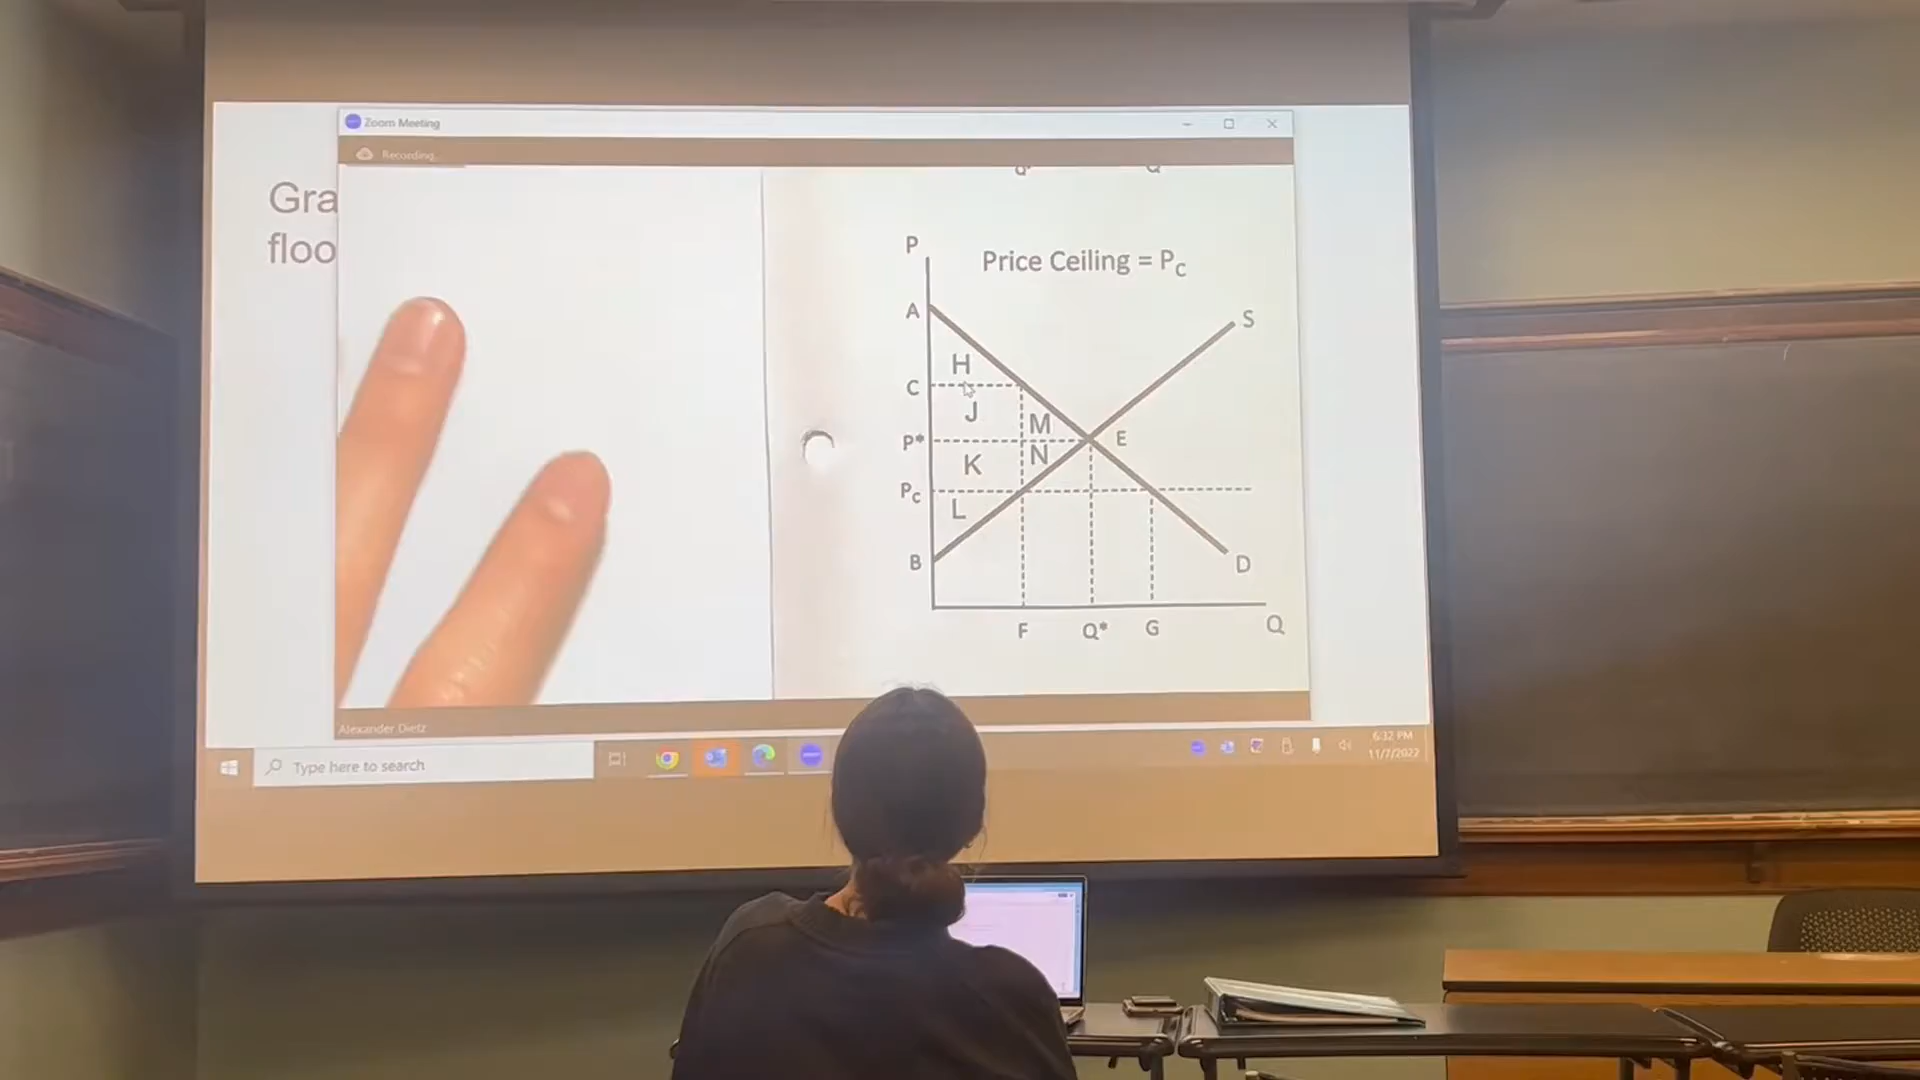 Zoom Meeting
Recording...
Gra
floo
Q* Q
P
Price Ceiling = Pc
A
S
H
C
J
M
P*
E
N
K
Pc
L
B
D
F Q* G Q
Alexander Dietz
Type here to search
6:32 PM
11/7/2022